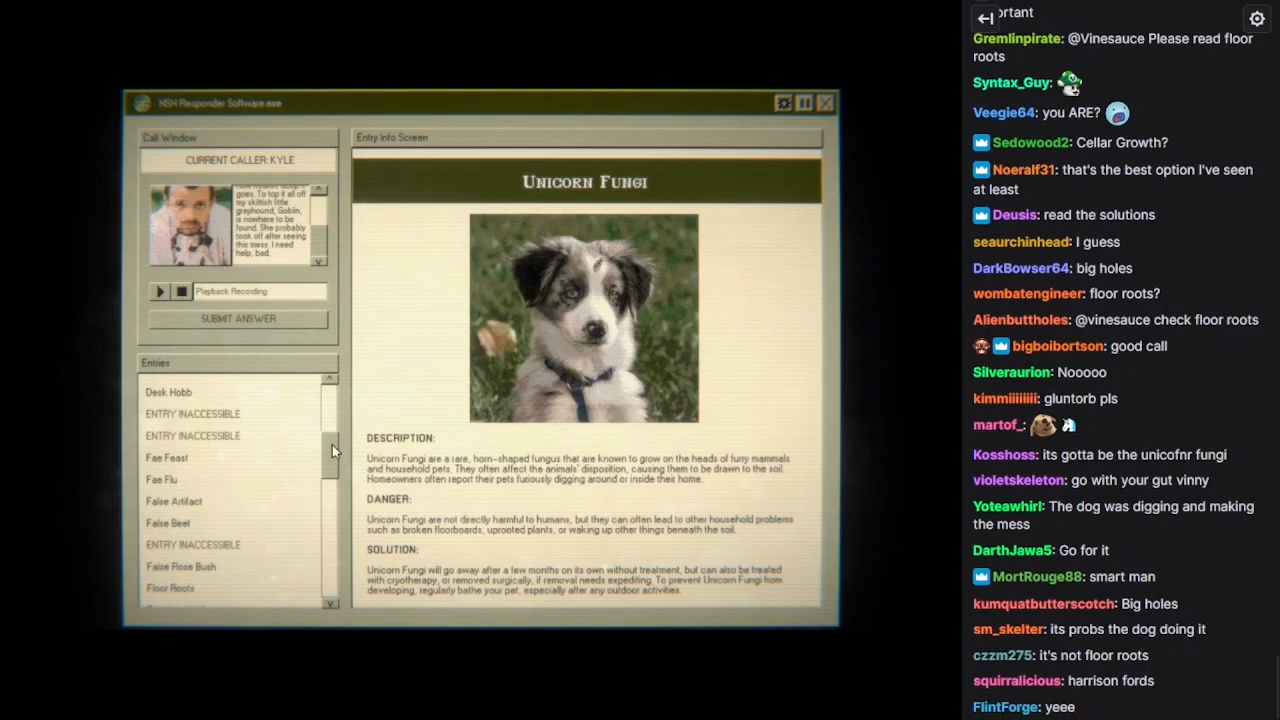 HSH Responder Software.exe
Call Window
CURRENT CALLER: KYLE
goes. To top it all off
my skittish little
greyhound, Goblin,
is nowhere to be
found. She probably
took off after seeing
this mess. I need
help, bad.
Playback Recording
SUBMIT ANSWER
Entries
Desk Hobb
ENTRY INACCESSIBLE
ENTRY INACCESSIBLE
Fae Feast
Fae Flu
False Artifact
False Beet
ENTRY INACCESSIBLE
False Rose Bush
Floor Roots
Entry Info Screen
Unicorn Fungi
DESCRIPTION:
Unicorn Fungi are a rare, horn-shaped fungus that are known to grow on the heads of furry mammals
and household pets. They often affect the animals' disposition, causing them to be drawn to the soil.
Homeowners often report their pets furiously digging around or inside their home.
DANGER:
Unicorn Fungi are not directly harmful to humans, but they can often lead to other household problems
such as broken floorboards, uprooted plants, or waking up other things beneath the soil.
SOLUTION:
Unicorn Fungi will go away after a few months on its own without treatment, but can also be treated
with cryotherapy, or removed surgically, if removal needs expediting. To prevent Unicorn Fungi from
developing, regularly bathe your pet, especially after any outdoor activities.
ortant
Gremlinpirate: @Vinesauce Please read floor
roots
Syntax_Guy:
Veegie64: you ARE?
Sedowood2: Cellar Growth?
Noeralf31: that's the best option I've seen
at least
Deusis: read the solutions
seaurchinhead: I guess
DarkBowser64: big holes
wombatengineer: floor roots?
Alienbuttholes: @vinesauce check floor roots
bigboibortson: good call
Silveraurion: Nooooo
kimmiiiiiiii: gluntorb pls
martof_:
Kosshoss: its gotta be the unicofnr fungi
violetskeleton: go with your gut vinny
Yoteawhirl: The dog was digging and making
the mess
DarthJawa5: Go for it
MortRouge88: smart man
kumquatbutterscotch: Big holes
sm_skelter: its probs the dog doing it
czzm275: it's not floor roots
squirralicious: harrison fords
FlintForge: yeee